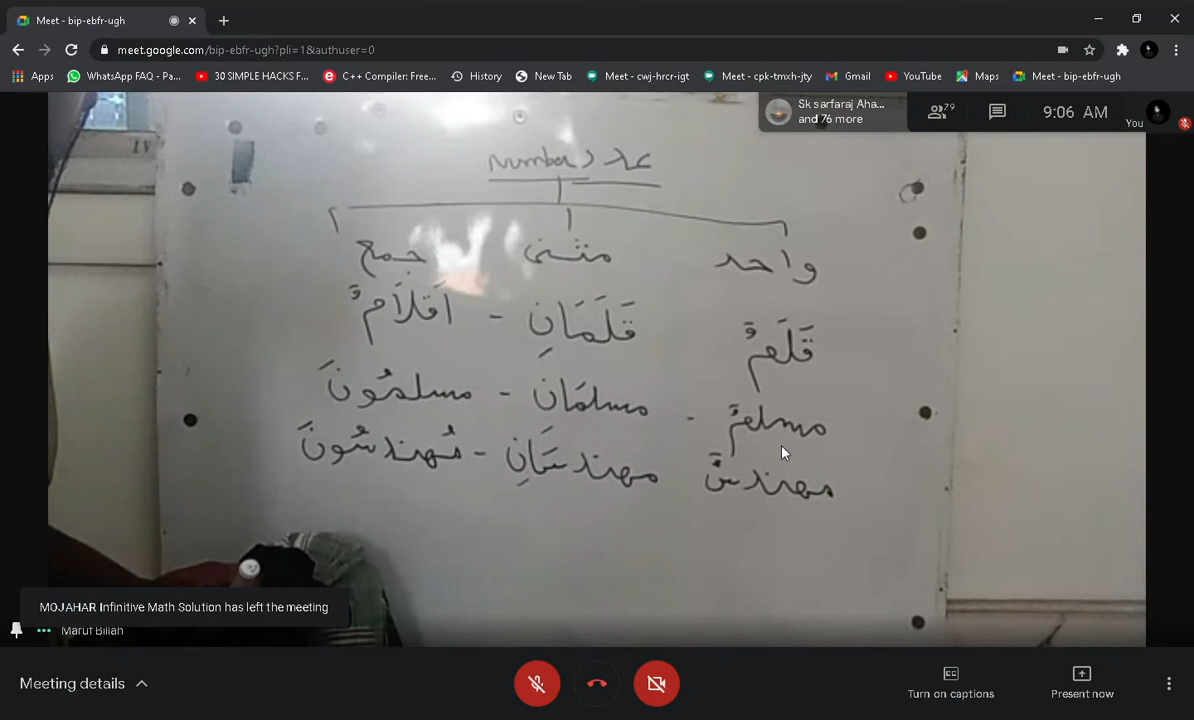 Meet - bip-ebfr-ugh
meet.google.com/bip-ebfr-ugh?pli=1&authuser=0
Apps
WhatsApp FAQ - Pa...
30 SIMPLE HACKS F...
C++ Compiler: Free...
History
New Tab
Meet - cwj-hrcr-igt
Meet - cpk-tmxh-jty
Gmail
YouTube
Maps
Meet - bip-ebfr-ugh
Sk sarfaraj Aha...
and 76 more
79
9:06 AM
You
عدد Number
واحد مثنى جمع
قَلَمٌ قَلَمَانِ - اَقلَامٌ
مسلمٌ - مسلمَان - مسلمُونَ
مهندسٌ مهندسَانِ - مُهندسُونَ
MOJAHAR Infinitive Math Solution has left the meeting
Maruf Billah
Meeting details
Turn on captions
Present now